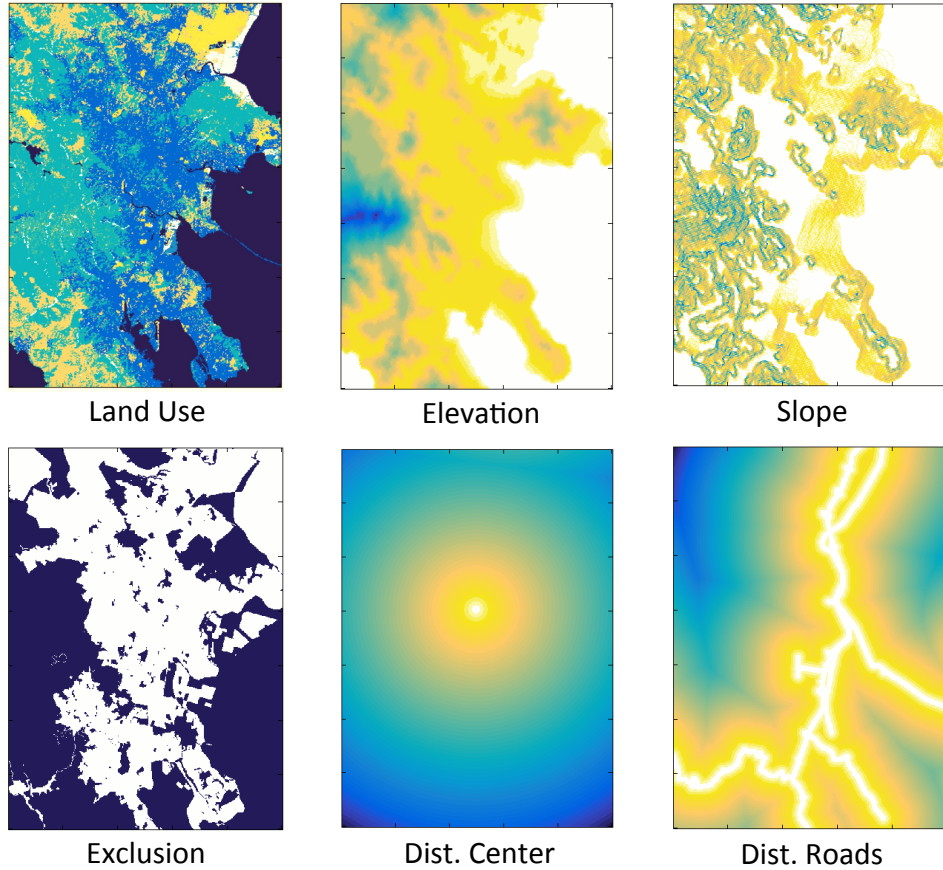 Land Use
Elevation
Slope
Exclusion
Dist. Center
Dist. Roads